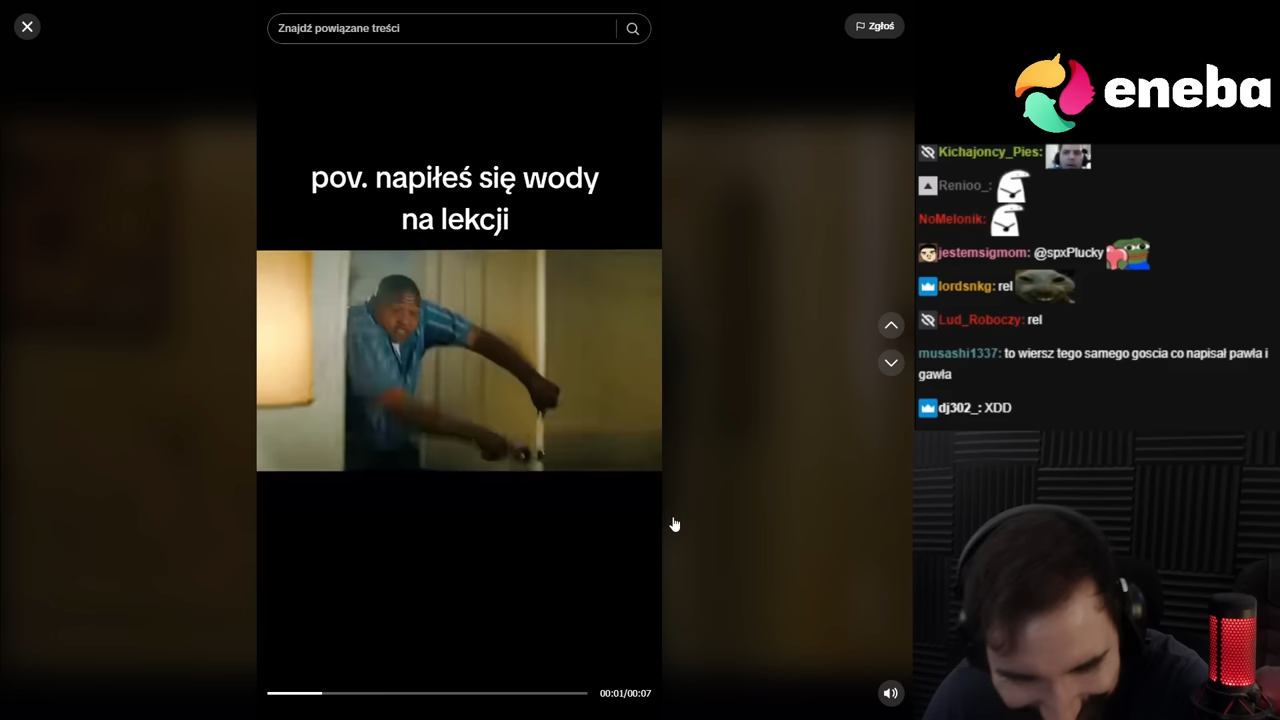 Znajdź powiązane treści
Zgłoś
eneba
pov. napiłeś się wody
na lekcji
Kichajoncy_Pies:
Renioo_:
NoMelonik:
jestemsigmom: @spxPlucky
lordsnkg: rel
Lud_Roboczy: rel
musashi1337: to wiersz tego samego goscia co napisał pawła i
gawła
dj302_: XDD
00:01/00:07